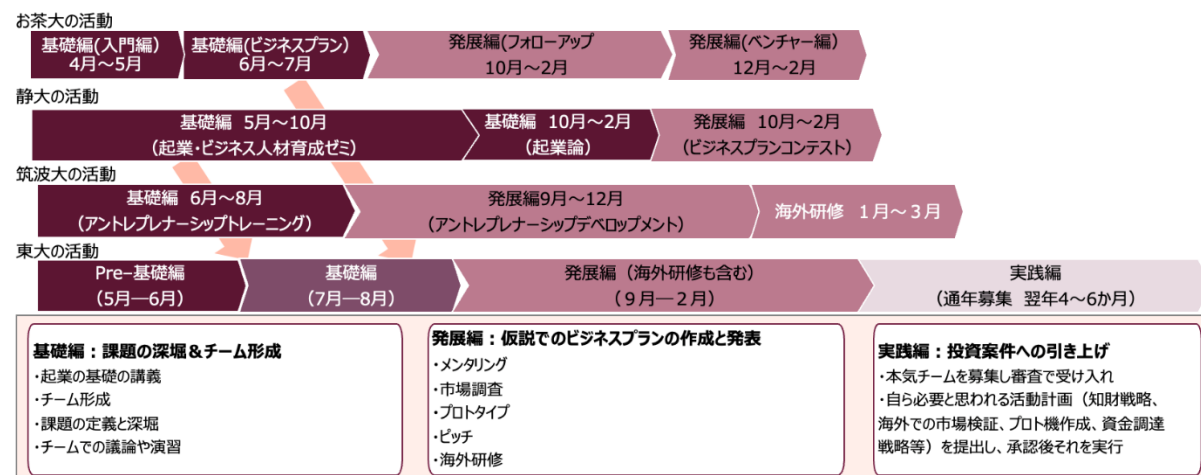 お茶大の活動
基礎編(入門編)
4月～5月
基礎編(ビジネスプラン)
6月～7月
発展編(フォローアップ
10月～2月
発展編(ベンチャー編)
12月～2月
静大の活動
基礎編 5月～10月
(起業・ビジネス人材育成ゼミ)
基礎編 10月～2月
(起業論)
発展編 10月～2月
(ビジネスプランコンテスト)
筑波大の活動
基礎編 6月～8月
(アントレプレナーシップトレーニング)
発展編9月～12月
(アントレプレナーシップデベロップメント)
海外研修 1月～3月
東大の活動
Pre−基礎編
(5月―6月)
基礎編
(7月―8月)
発展編（海外研修も含む）
(９月―２月)
実践編
(通年募集 翌年4～6か月)
基礎編：課題の深堀＆チーム形成
・起業の基礎の講義
・チーム形成
・課題の定義と深堀
・チームでの議論や演習
発展編：仮説でのビジネスプランの作成と発表
・メンタリング
・市場調査
・プロトタイプ
・ピッチ
・海外研修
実践編：投資案件への引き上げ
・本気チームを募集し審査で受け入れ
・自ら必要と思われる活動計画（知財戦略、
海外での市場検証、プロト機作成、資金調達
戦略等）を提出し、承認後それを実行